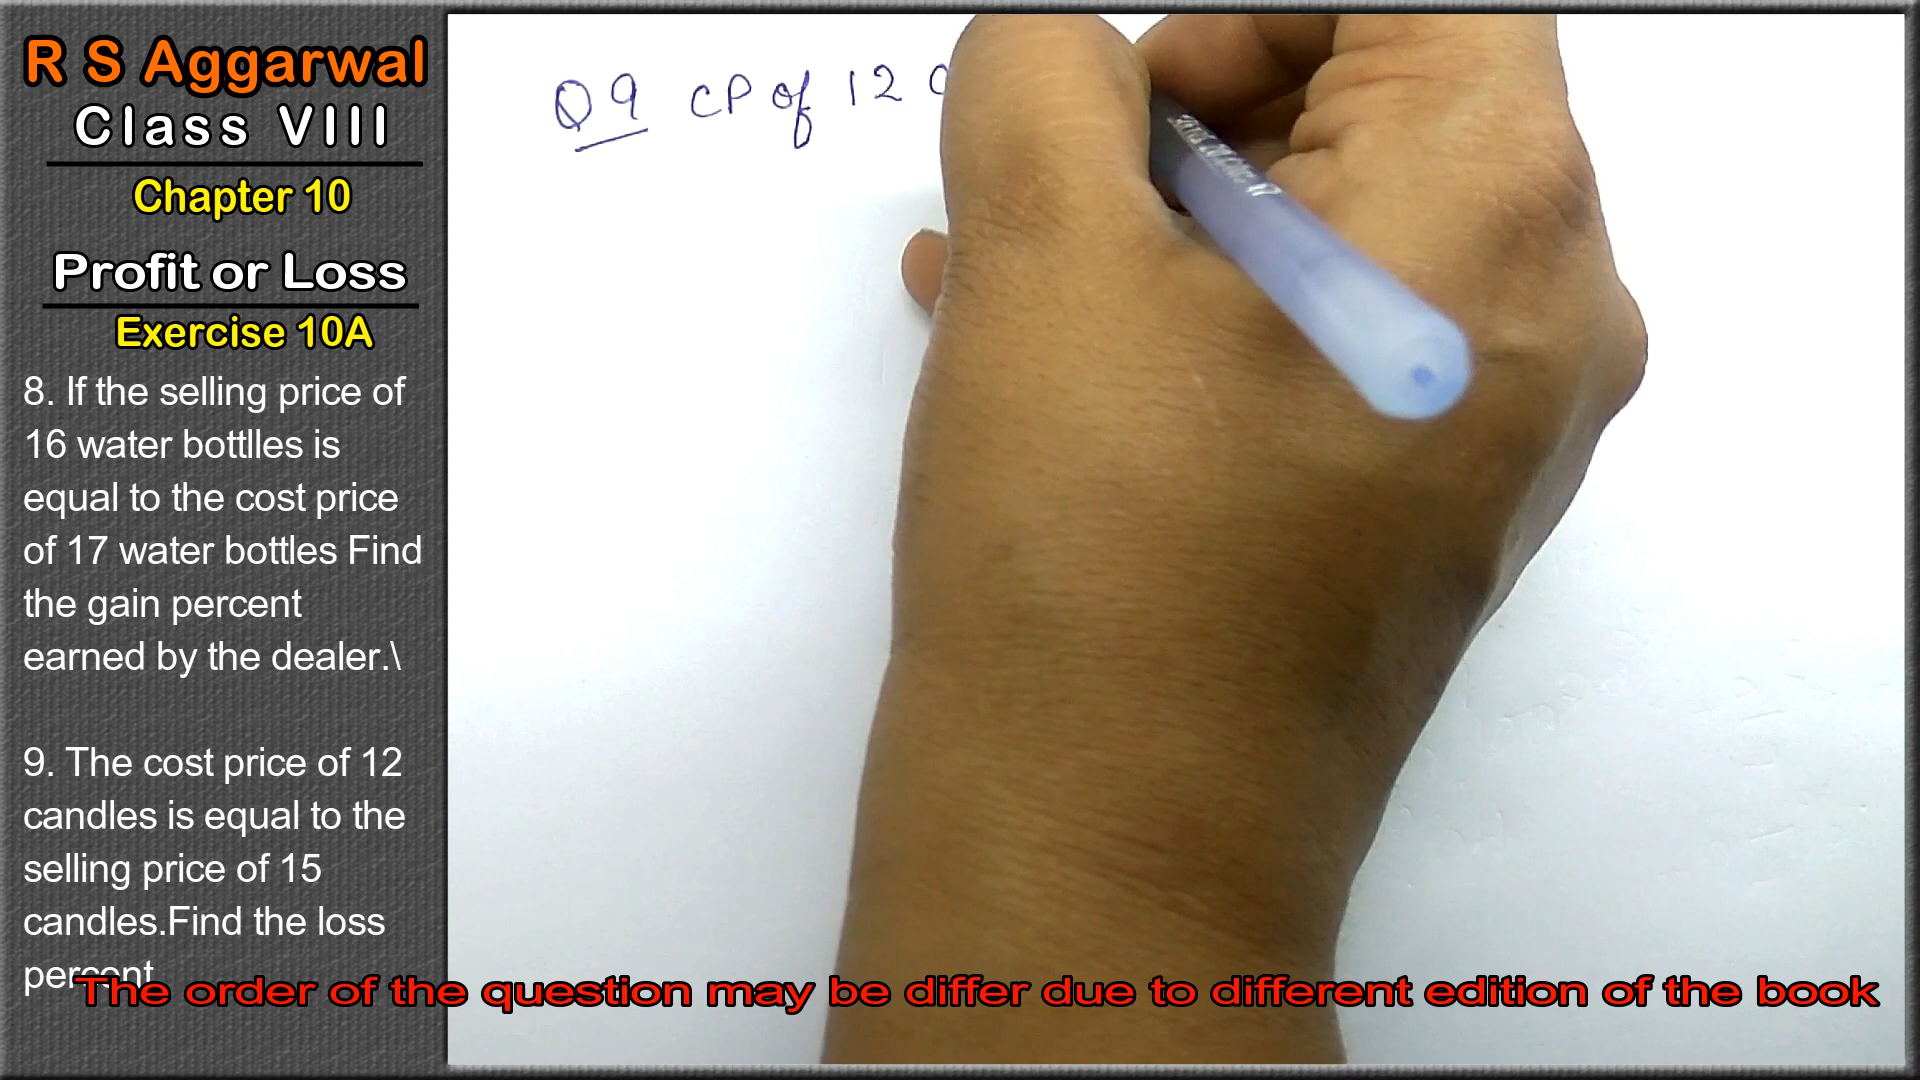 R S Aggarwal
Class VIII
Chapter 10
Profit or Loss
Exercise 10A
8. If the selling price of
16 water bottlles is
equal to the cost price
of 17 water bottles Find
the gain percent
earned by the dealer.\
9. The cost price of 12
candles is equal to the
selling price of 15
candles.Find the loss
percent
Q9 CP of 12 C
The order of the question may be differ due to different edition of the book